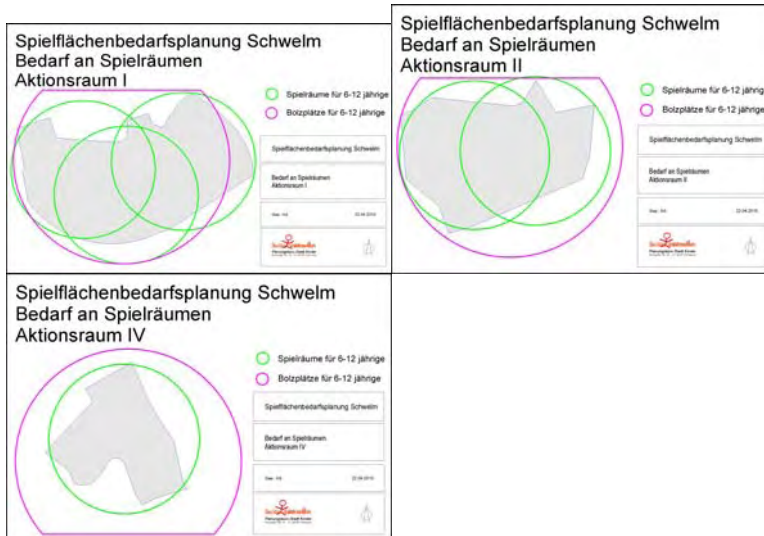 Spielflächenbedarfsplanung Schwelm
Bedarf an Spielräumen
Aktionsraum I
Spielräume für 6-12 jährige
Bolzplätze für 6-12 jährige
Spielflächenbedarfsplanung Schwelm
Bedarf an Spielräumen
Aktionsraum I
Spielflächenbedarfsplanung Schwelm
Bedarf an Spielräumen
Aktionsraum II
Spielräume für 6-12 jährige
Bolzplätze für 6-12 jährige
Spielflächenbedarfsplanung Schwelm
Bedarf an Spielräumen
Aktionsraum II
Spielflächenbedarfsplanung Schwelm
Bedarf an Spielräumen
Aktionsraum IV
Spielräume für 6-12 jährige
Bolzplätze für 6-12 jährige
Spielflächenbedarfsplanung Schwelm
Bedarf an Spielräumen
Aktionsraum IV